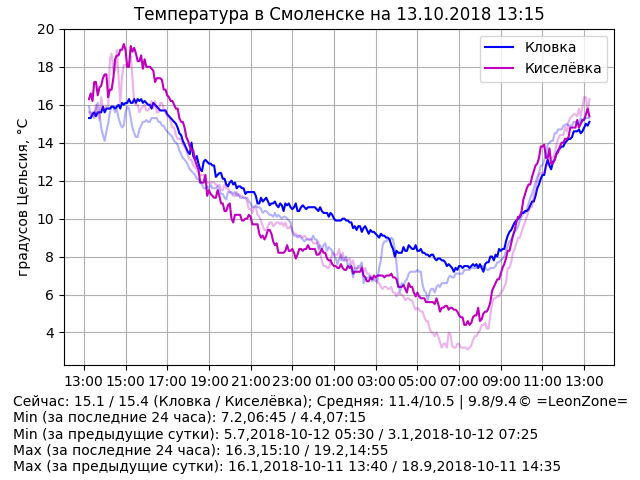 Температура в Смоленске на 13.10.2018 13:15
градусов Цельсия, °C
20
18
16
14
12
10
8
6
4
Кловка
Киселёвка
13:00 15:00 17:00 19:00 21:00 23:00 01:00 03:00 05:00 07:00 09:00 11:00 13:00
Сейчас: 15.1 / 15.4 (Кловка / Киселёвка); Средняя: 11.4/10.5 | 9.8/9.4© =LeonZone=
Min (за последние 24 часа): 7.2,06:45 / 4.4,07:15
Min (за предыдущие сутки): 5.7,2018-10-12 05:30 / 3.1,2018-10-12 07:25
Max (за последние 24 часа): 16.3,15:10 / 19.2,14:55
Max (за предыдущие сутки): 16.1,2018-10-11 13:40 / 18.9,2018-10-11 14:35